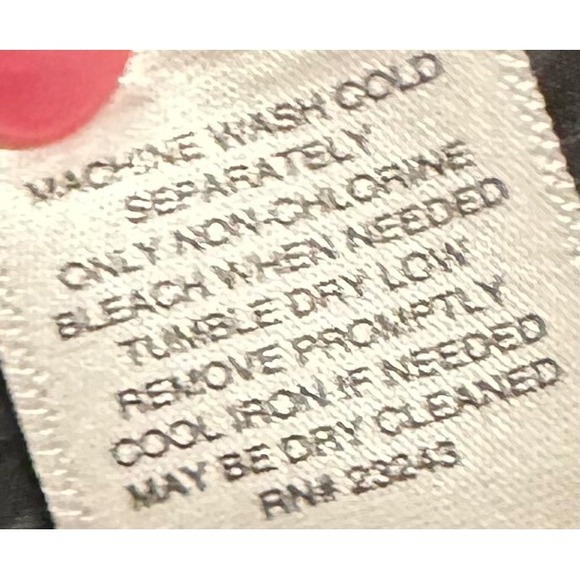 MACHINE WASH COLD
SEPARATELY
ONLY NON-CHLORINE
BLEACH WHEN NEEDED
TUMBLE DRY LOW
REMOVE PROMPTLY
COOL IRON IF NEEDED
MAY BE DRY CLEANED
RN# 23243